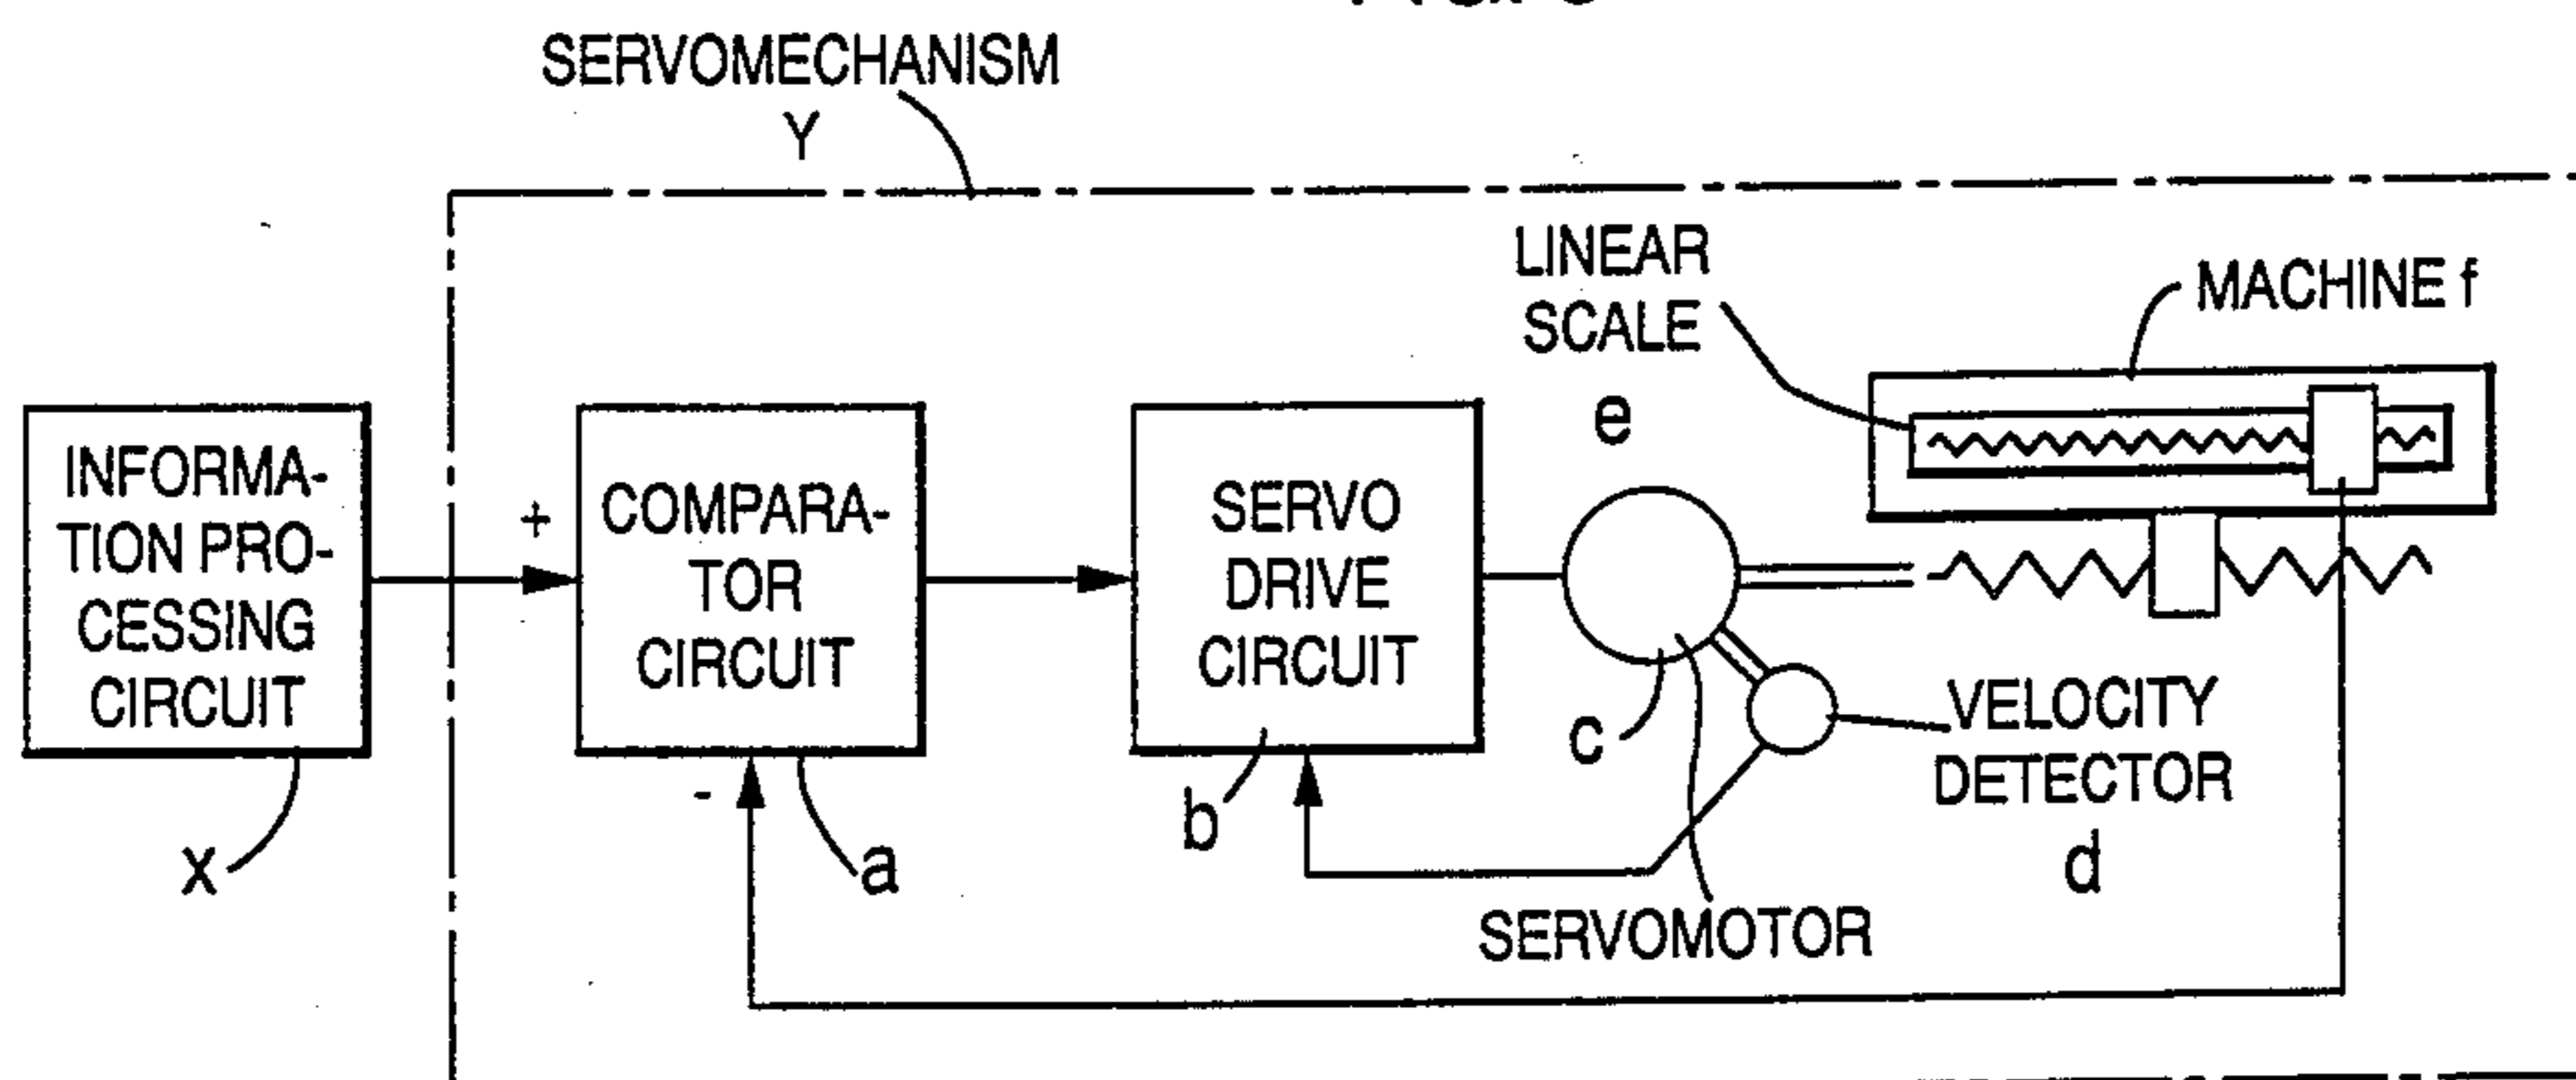 SERVOMECHANISM
Y
LINEAR
SCALE
e
MACHINE f
INFORMA-
TION PRO-
CESSING
CIRCUIT
x
+
COMPARA-
TOR
CIRCUIT
-
a
SERVO
DRIVE
CIRCUIT
b
c
VELOCITY
DETECTOR
d
SERVOMOTOR